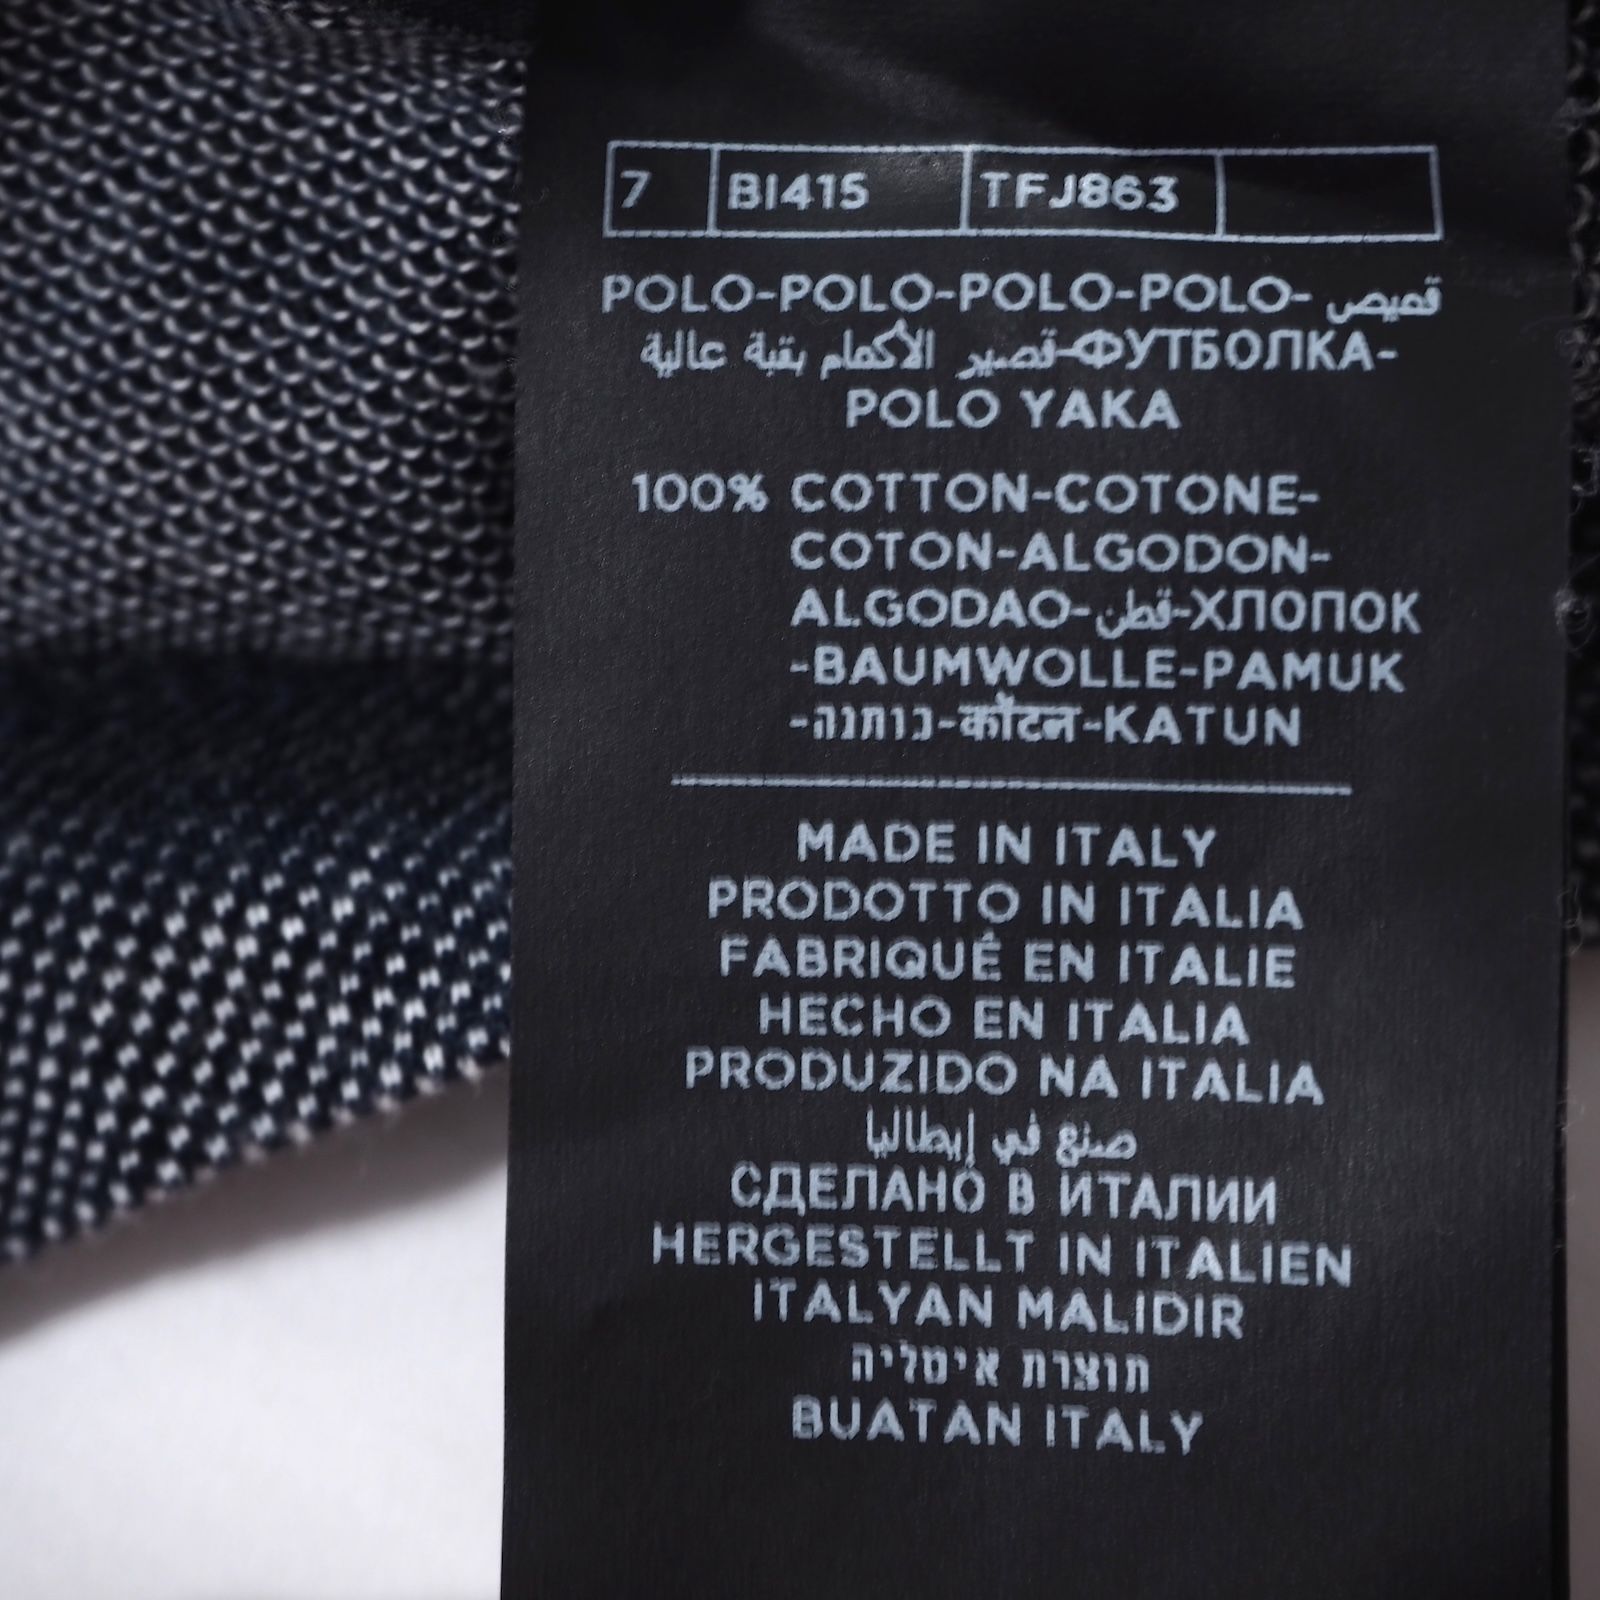 7 BI415 TFJ863
POLO-POLO-POLO-POLO- قميص
قصير الأكمام بقبة عالية-ФУТБОЛКА-
POLO YAKA
100% COTTON-COTONE-
COTON-ALGODON-
ALGODAO-قطن-ХЛОПОК
-BAUMWOLLE-PAMUK
-כותנה-कॉटन-KATUN
MADE IN ITALY
PRODOTTO IN ITALIA
FABRIQUÉ EN ITALIE
HECHO EN ITALIA
PRODUZIDO NA ITALIA
صنع في إيطاليا
СДЕЛАНО В ИТАЛИИ
HERGESTELLT IN ITALIEN
ITALYAN MALIDIR
תוצרת איטליה
BUATAN ITALY